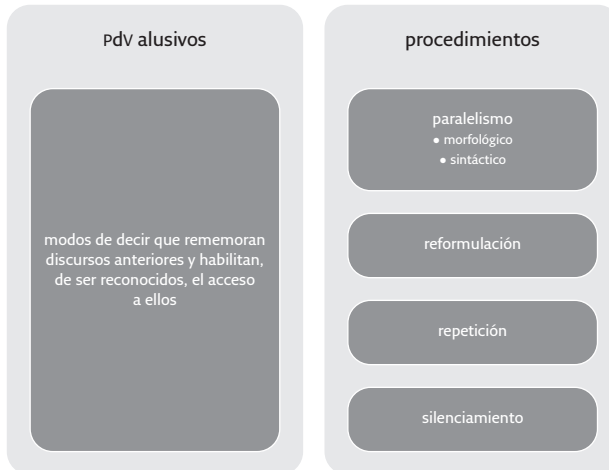 PdV alusivos
modos de decir que rememoran
discursos anteriores y habilitan,
de ser reconocidos, el acceso
a ellos
procedimientos
paralelismo
• morfológico
• sintáctico
reformulación
repetición
silenciamiento